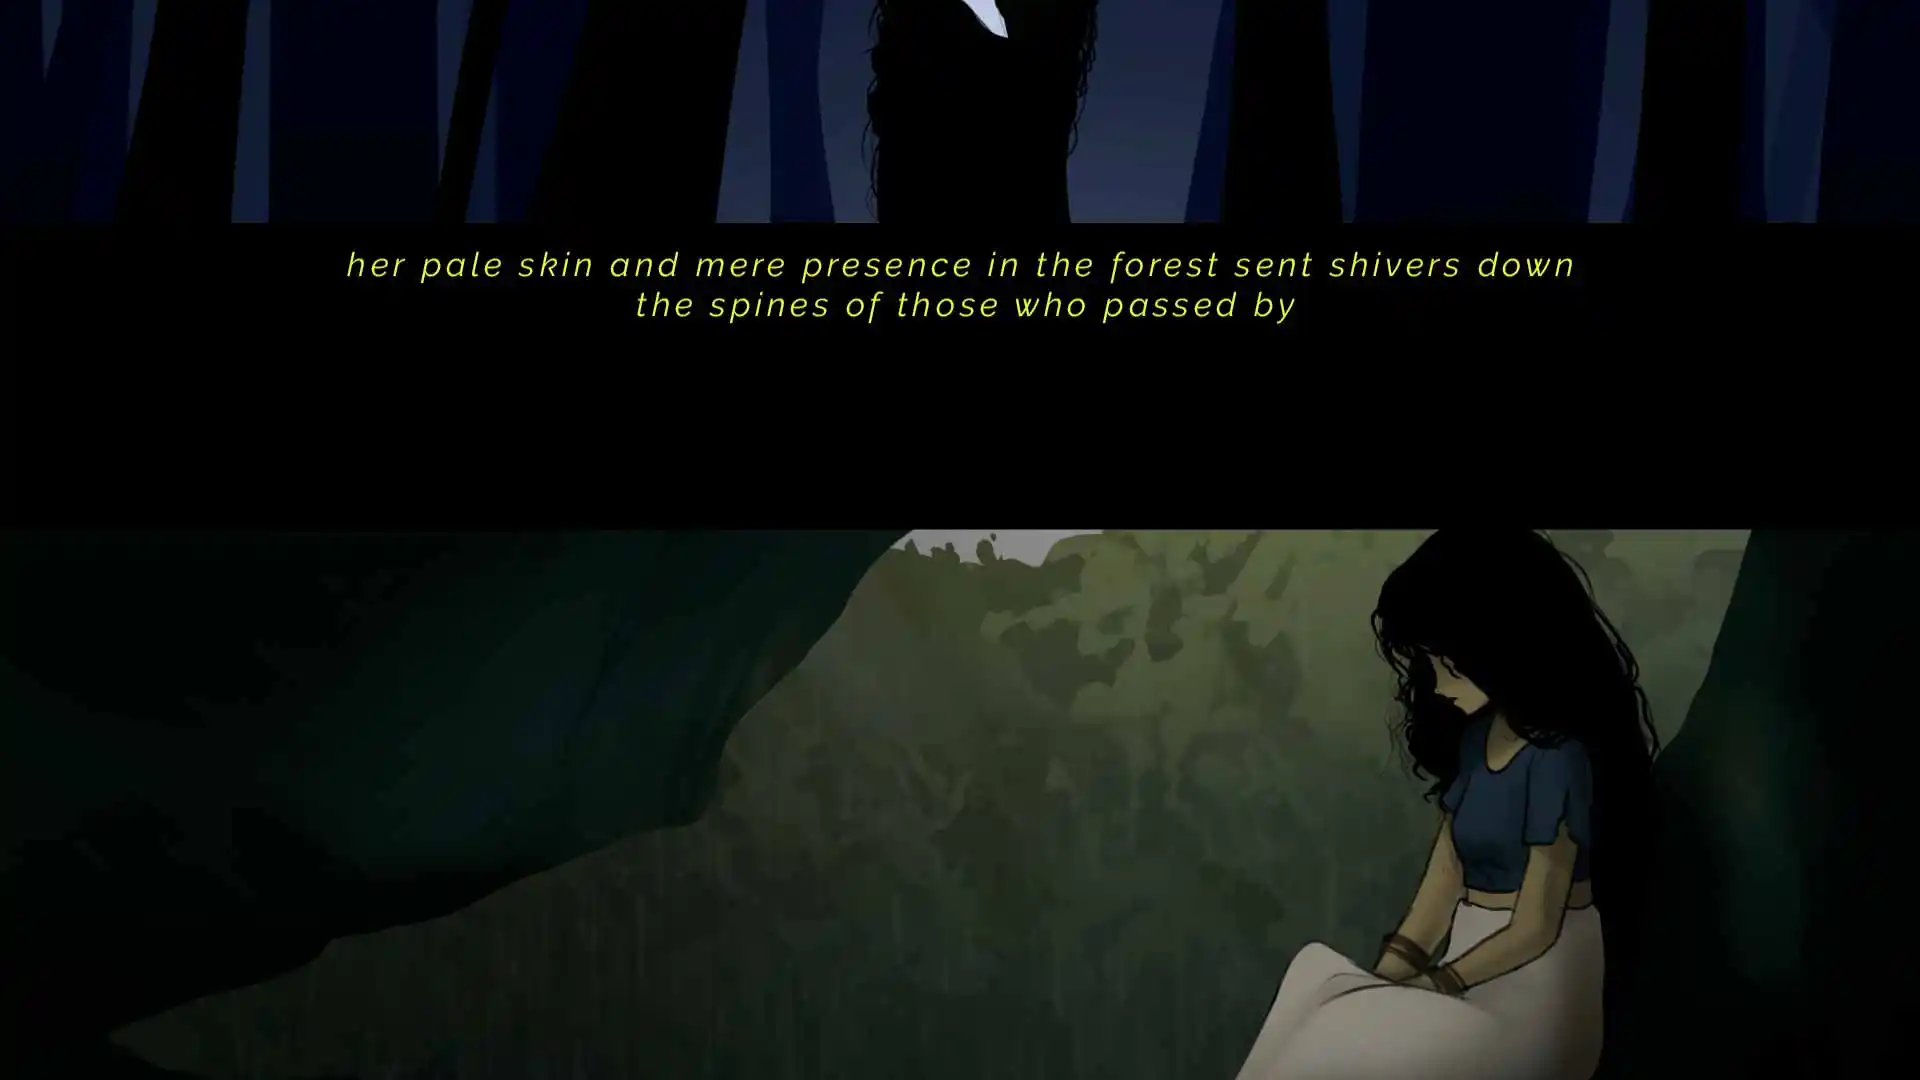 her pale skin and mere presence in the forest sent shivers down
the spines of those who passed by